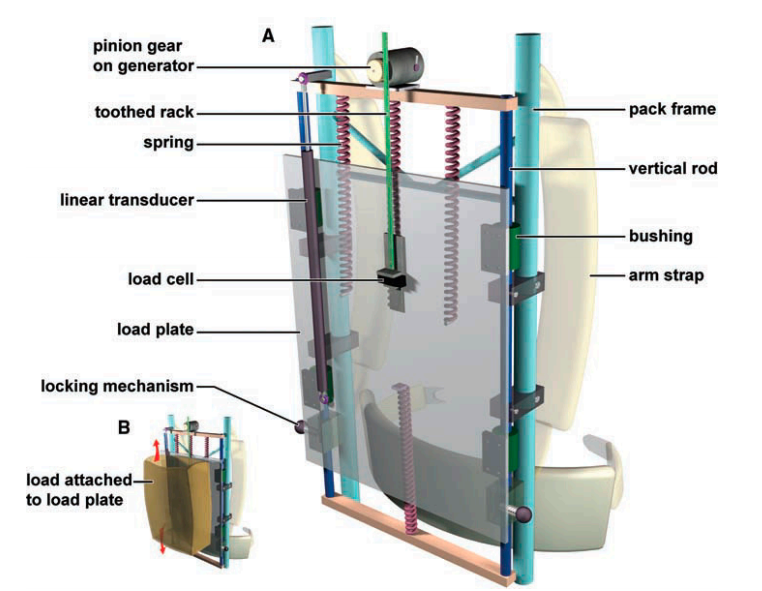 A
pinion gear
on generator
toothed rack
spring
linear transducer
load cell
load plate
locking mechanism
pack frame
vertical rod
bushing
arm strap
B
load attached
to load plate